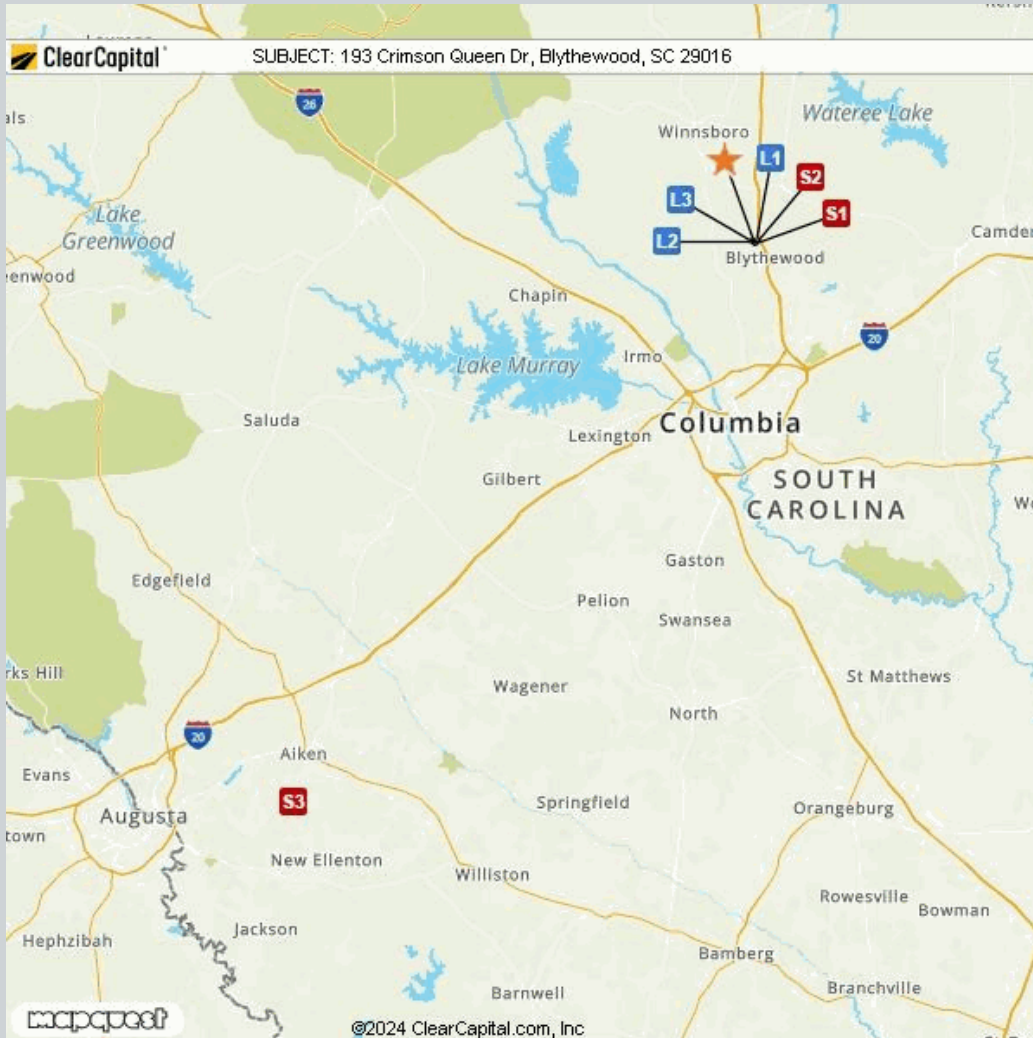 ClearCapital
SUBJECT: 193 Crimson Queen Dr, Blythewood, SC 29016
26
als
Winnsboro
Wateree Lake
L1
S2
L3
S1
L2
Lake
Greenwood
Camden
Blythewood
eenwood
Chapin
20
Irmo
Lake Murray
Saluda
Columbia
Lexington
SOUTH
CAROLINA
Gilbert
Gaston
Edgefield
Pelion
Swansea
rks Hill
St Matthews
Wagener
North
20
Aiken
Evans
S3
Springfield
Orangeburg
Augusta
town
New Ellenton
Williston
Rowesville
Bowman
Jackson
Hephzibah
Bamberg
Branchville
Barnwell
mapquest
©2024 ClearCapital.com, Inc